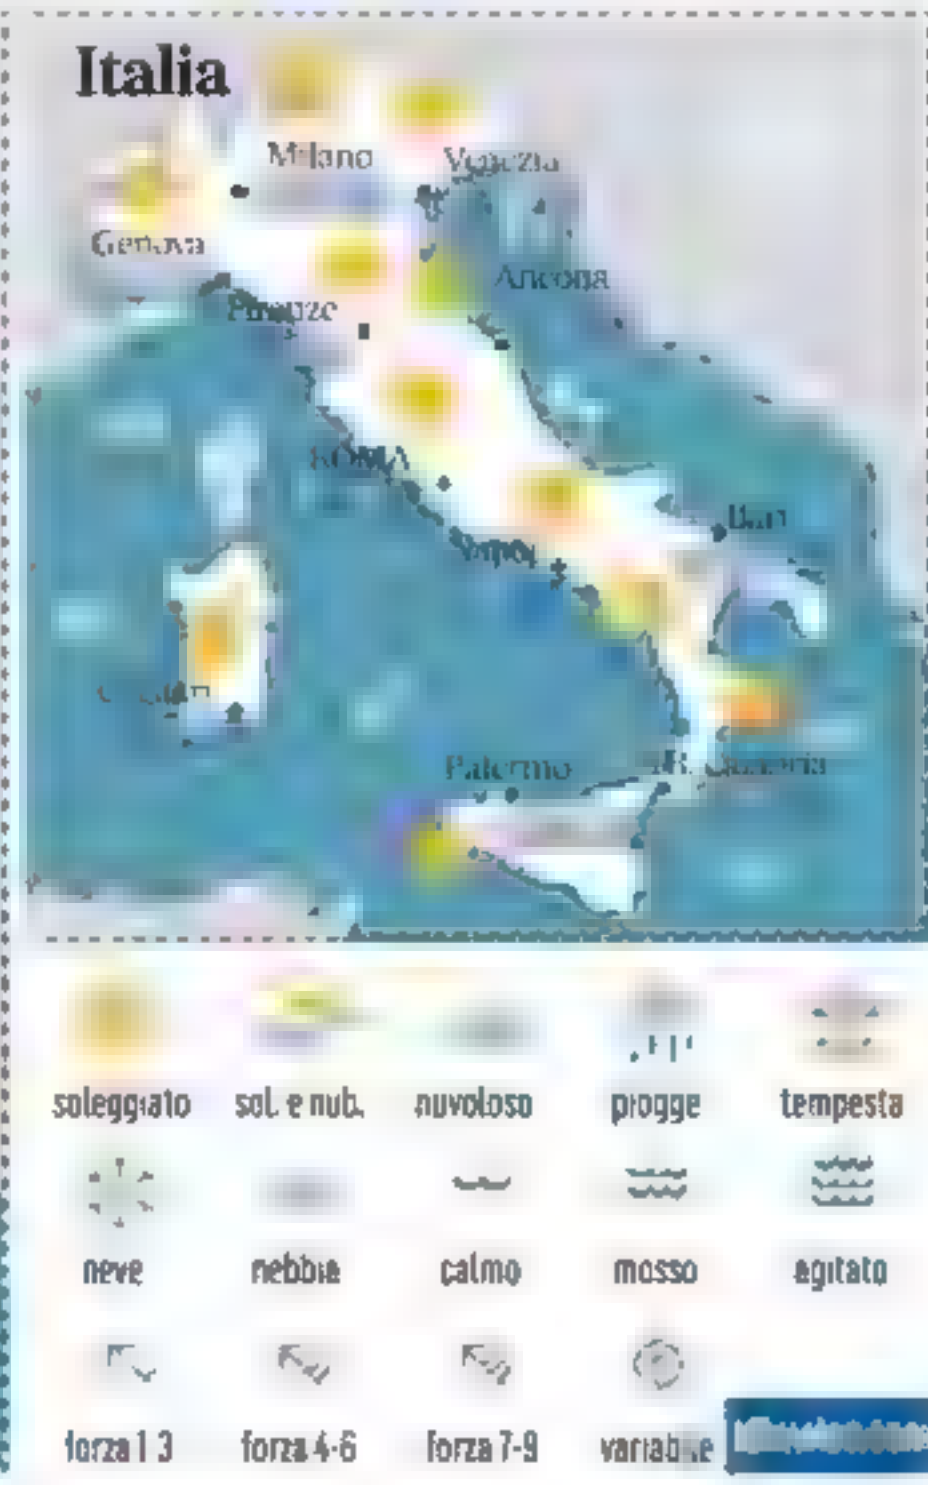 Italia
Milano
Venezia
Genova
Ancona
Firenze
ROMA
Bari
Palermo
soleggiato sol. e nub. nuvoloso piogge tempesta
neve nebbia calmo mosso agitato
forza 1-3 forza 4-6 forza 7-9 variabile